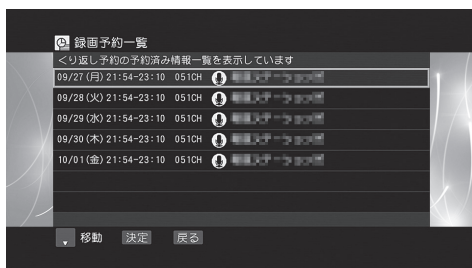 録画予約一覧
くり返し予約の予約済み情報一覧を表示しています
09/27(月)21:54-23:10 051CH
09/28(火)21:54-23:10 051CH
09/29(水)21:54-23:10 051CH
09/30(木)21:54-23:10 051CH
10/01(金)21:54-23:10 051CH
移動 決定 戻る